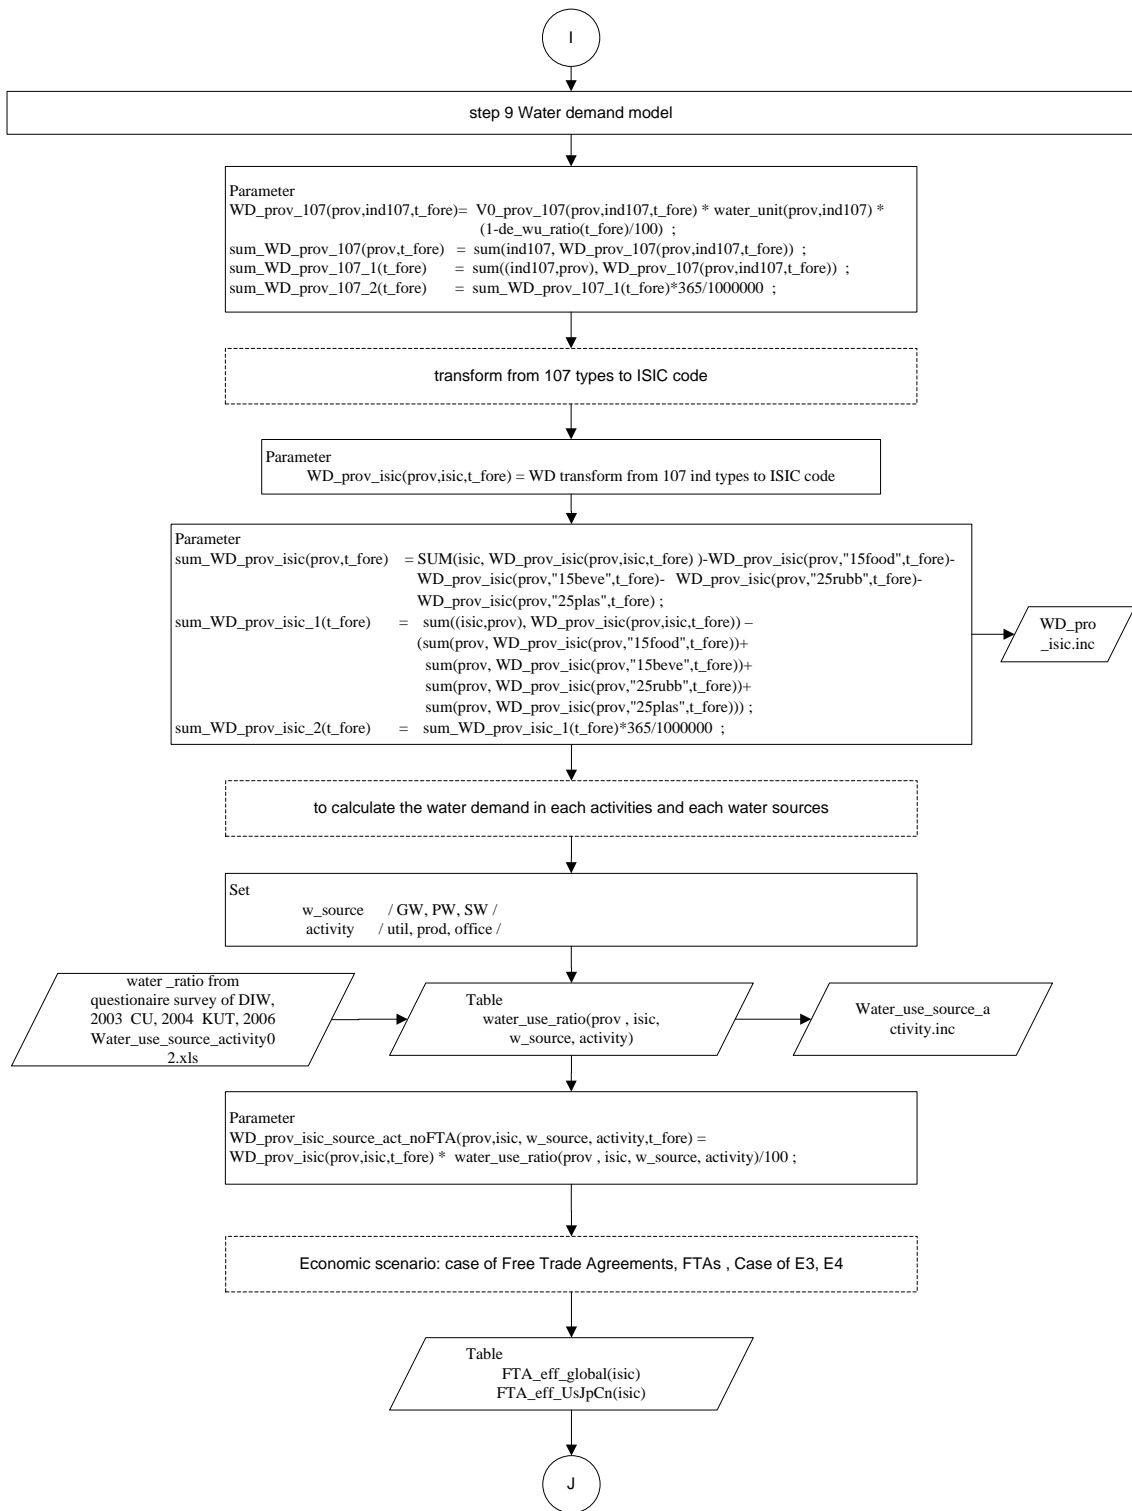 I
step 9 Water demand model
Parameter
WD_prov_107(prov,ind107,t_fore)= V0_prov_107(prov,ind107,t_fore) * water_unit(prov,ind107) *
(1-de_wu_ratio(t_fore)/100) ;
sum_WD_prov_107(prov,t_fore) = sum(ind107, WD_prov_107(prov,ind107,t_fore)) ;
sum_WD_prov_107_1(t_fore) = sum((ind107,prov), WD_prov_107(prov,ind107,t_fore)) ;
sum_WD_prov_107_2(t_fore) = sum_WD_prov_107_1(t_fore)*365/1000000 ;
transform from 107 types to ISIC code
Parameter
WD_prov_isic(prov,isic,t_fore) = WD transform from 107 ind types to ISIC code
Parameter
sum_WD_prov_isic(prov,t_fore) = SUM(isic, WD_prov_isic(prov,isic,t_fore) )-WD_prov_isic(prov,"15food",t_fore)-
WD_prov_isic(prov,"15beve",t_fore)- WD_prov_isic(prov,"25rubb",t_fore)-
WD_prov_isic(prov,"25plas",t_fore) ;
sum_WD_prov_isic_1(t_fore) = sum((isic,prov), WD_prov_isic(prov,isic,t_fore)) –
(sum(prov, WD_prov_isic(prov,"15food",t_fore))+
sum(prov, WD_prov_isic(prov,"15beve",t_fore))+
sum(prov, WD_prov_isic(prov,"25rubb",t_fore))+
sum(prov, WD_prov_isic(prov,"25plas",t_fore))) ;
sum_WD_prov_isic_2(t_fore) = sum_WD_prov_isic_1(t_fore)*365/1000000 ;
WD_pro
_isic.inc
to calculate the water demand in each activities and each water sources
Set
w_source / GW, PW, SW /
activity / util, prod, office /
water _ratio from
questionaire survey of DIW,
2003 CU, 2004 KUT, 2006
Water_use_source_activity0
2.xls
Table
water_use_ratio(prov , isic,
w_source, activity)
Water_use_source_a
ctivity.inc
Parameter
WD_prov_isic_source_act_noFTA(prov,isic, w_source, activity,t_fore) =
WD_prov_isic(prov,isic,t_fore) * water_use_ratio(prov , isic, w_source, activity)/100 ;
Economic scenario: case of Free Trade Agreements, FTAs , Case of E3, E4
Table
FTA_eff_global(isic)
FTA_eff_UsJpCn(isic)
J